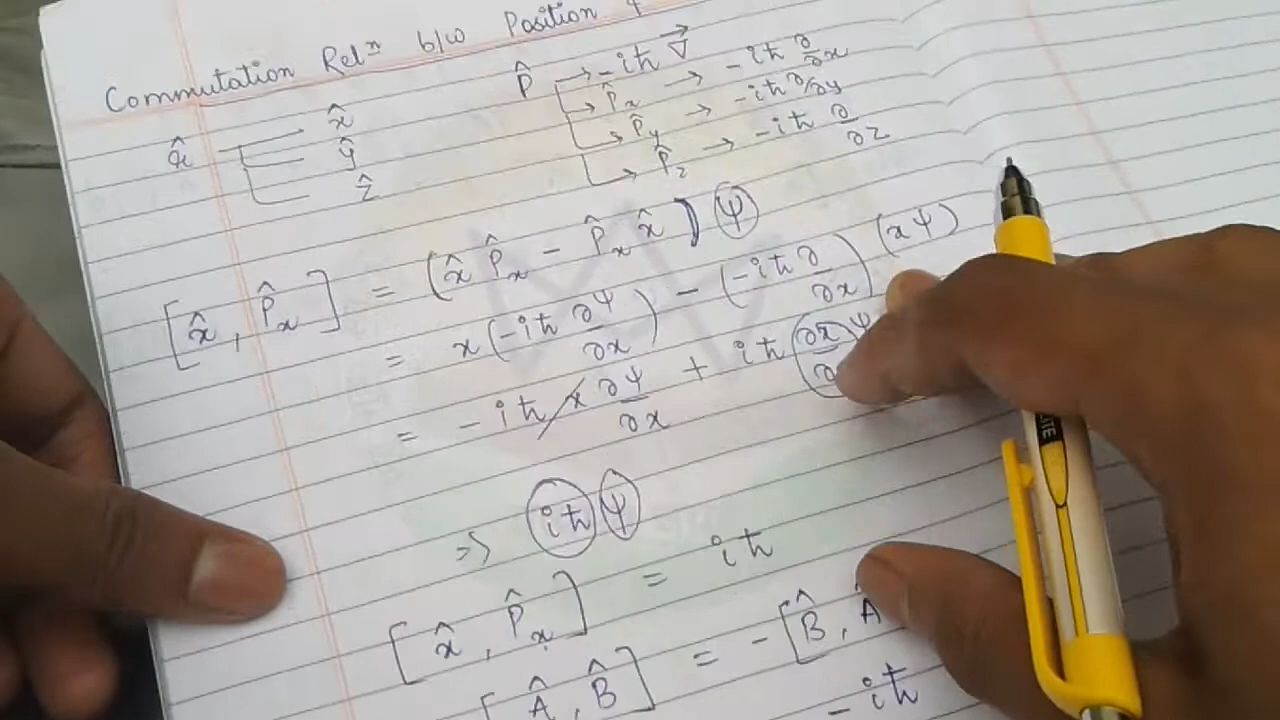 Commutation Relⁿ b/w Position
P̂ → -iħ ∇⃗
P̂x → -iħ ∂/∂x
P̂y → -iħ ∂/∂y
P̂z → -iħ ∂/∂z
x̂
ŷ
ẑ
[x̂, P̂x] = (x̂ P̂x - P̂x x̂) ψ
= x(-iħ ∂ψ/∂x) - (-iħ ∂/∂x)(xψ)
= -iħ x ∂ψ/∂x + iħ ∂x/∂ ψ
⇒ iħ ψ
[x̂, P̂x] = iħ
[Â, B̂] = -[B̂, Â
-iħ